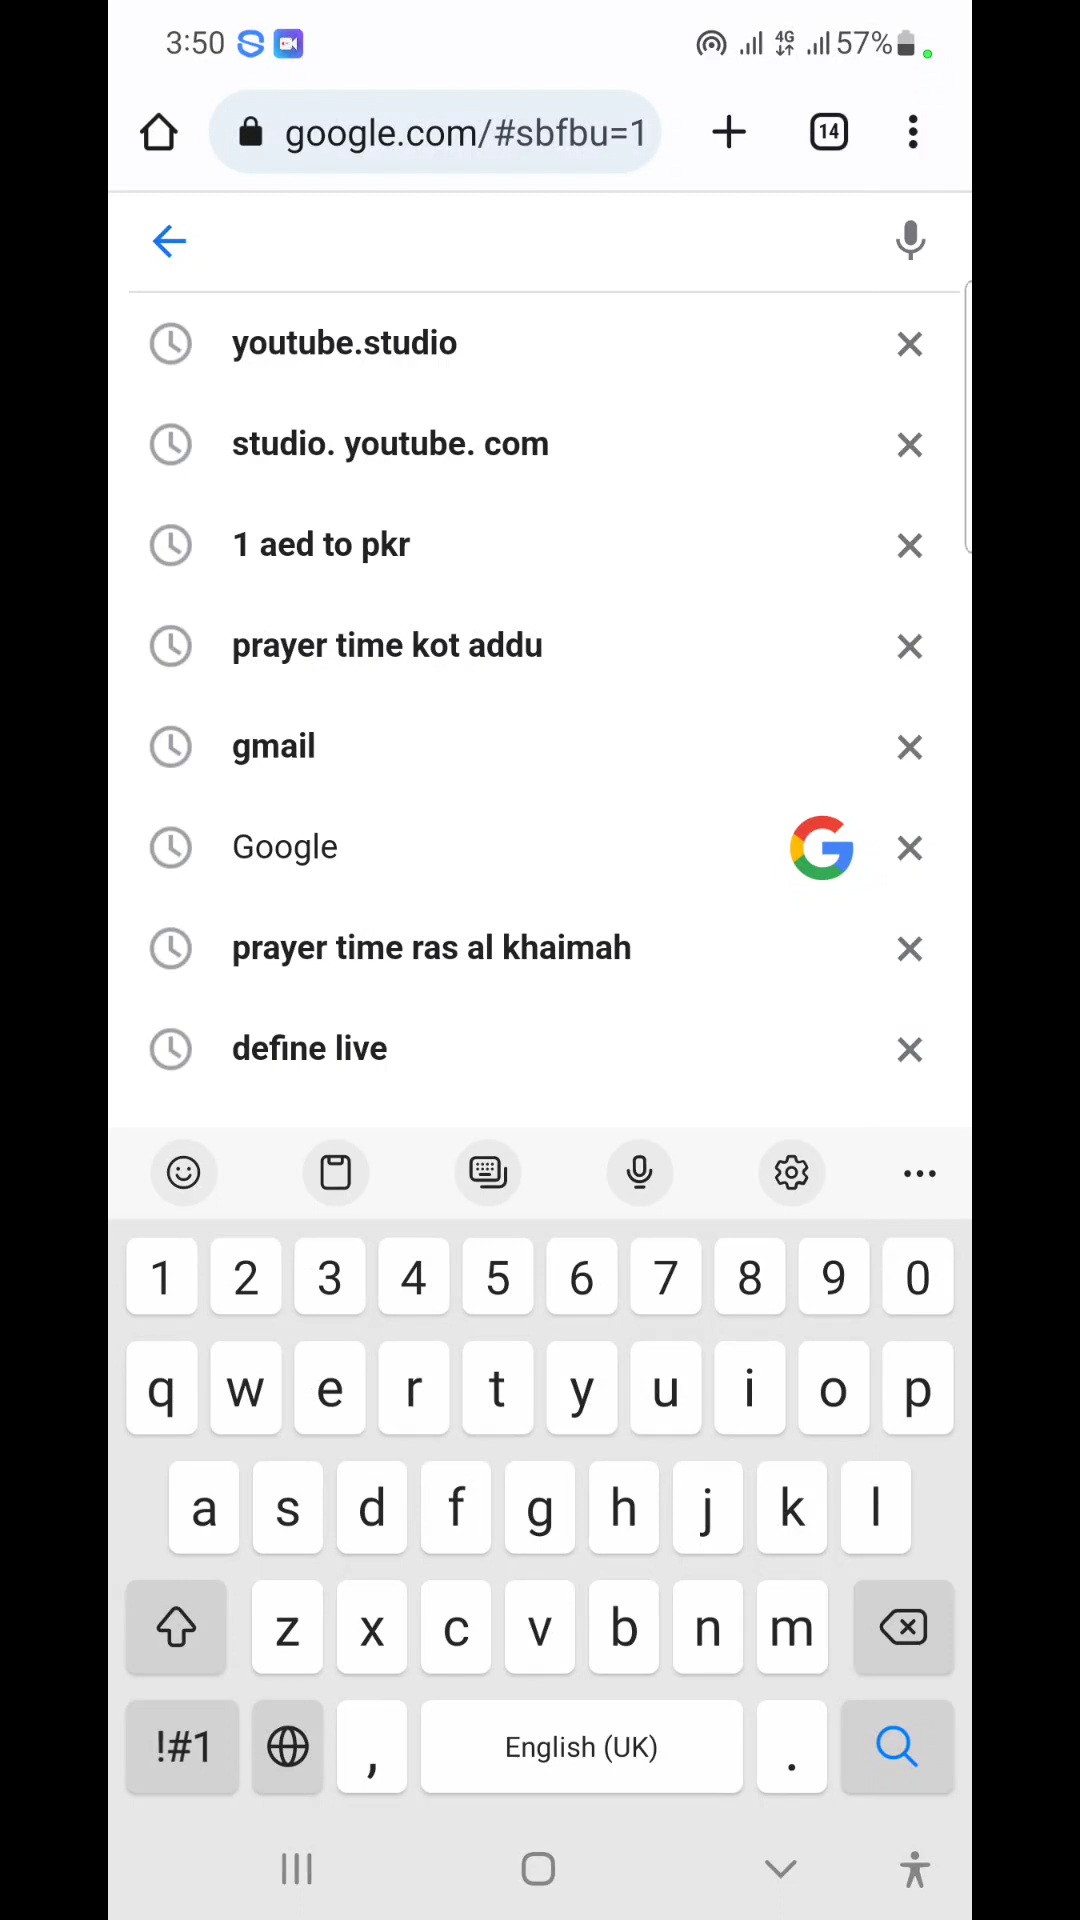 3:50
4G
57%
google.com/#sbfbu=1
14
youtube.studio
studio. youtube. com
1 aed to pkr
prayer time kot addu
gmail
Google
prayer time ras al khaimah
define live
1 2 3 4 5 6 7 8 9 0
q w e r t y u i o p
a s d f g h j k l
z x c v b n m
!#1 , English (UK) .